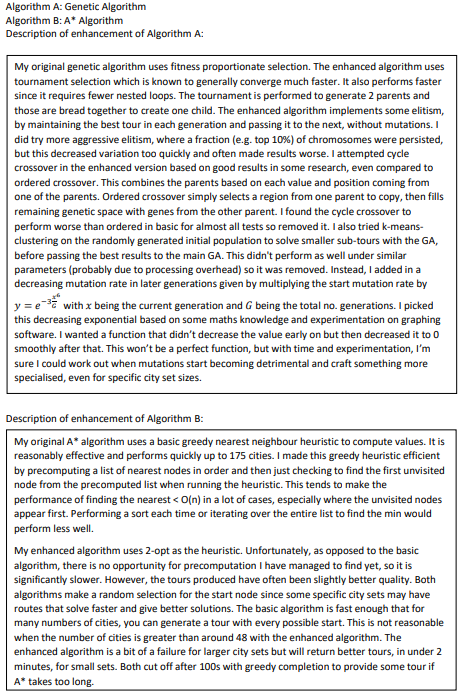 Algorithm A: Genetic Algorithm
Algorithm B: A* Algorithm
Description of enhancement of Algorithm A:
My original genetic algorithm uses fitness proportionate selection. The enhanced algorithm uses
tournament selection which is known to generally converge much faster. It also performs faster
since it requires fewer nested loops. The tournament is performed to generate 2 parents and
those are bread together to create one child. The enhanced algorithm implements some elitism,
by maintaining the best tour in each generation and passing it to the next, without mutations. I
did try more aggressive elitism, where a fraction (e.g. top 10%) of chromosomes were persisted,
but this decreased variation too quickly and often made results worse. I attempted cycle
crossover in the enhanced version based on good results in some research, even compared to
ordered crossover. This combines the parents based on each value and position coming from
one of the parents. Ordered crossover simply selects a region from one parent to copy, then fills
remaining genetic space with genes from the other parent. I found the cycle crossover to
perform worse than ordered in basic for almost all tests so removed it. I also tried k-means-
clustering on the randomly generated initial population to solve smaller sub-tours with the GA,
before passing the best results to the main GA. This didn't perform as well under similar
parameters (probably due to processing overhead) so it was removed. Instead, I added in a
decreasing mutation rate in later generations given by multiplying the start mutation rate by
y = e^{-3\frac{x^6}{G}} with x being the current generation and G being the total no. generations. I picked
this decreasing exponential based on some maths knowledge and experimentation on graphing
software. I wanted a function that didn't decrease the value early on but then decreased it to 0
smoothly after that. This won't be a perfect function, but with time and experimentation, I'm
sure I could work out when mutations start becoming detrimental and craft something more
specialised, even for specific city set sizes.
Description of enhancement of Algorithm B:
My original A* algorithm uses a basic greedy nearest neighbour heuristic to compute values. It is
reasonably effective and performs quickly up to 175 cities. I made this greedy heuristic efficient
by precomputing a list of nearest nodes in order and then just checking to find the first unvisited
node from the precomputed list when running the heuristic. This tends to make the
performance of finding the nearest < O(n) in a lot of cases, especially where the unvisited nodes
appear first. Performing a sort each time or iterating over the entire list to find the min would
perform less well.
My enhanced algorithm uses 2-opt as the heuristic. Unfortunately, as opposed to the basic
algorithm, there is no opportunity for precomputation I have managed to find yet, so it is
significantly slower. However, the tours produced have often been slightly better quality. Both
algorithms make a random selection for the start node since some specific city sets may have
routes that solve faster and give better solutions. The basic algorithm is fast enough that for
many numbers of cities, you can generate a tour with every possible start. This is not reasonable
when the number of cities is greater than around 48 with the enhanced algorithm. The
enhanced algorithm is a bit of a failure for larger city sets but will return better tours, in under 2
minutes, for small sets. Both cut off after 100s with greedy completion to provide some tour if
A* takes too long.